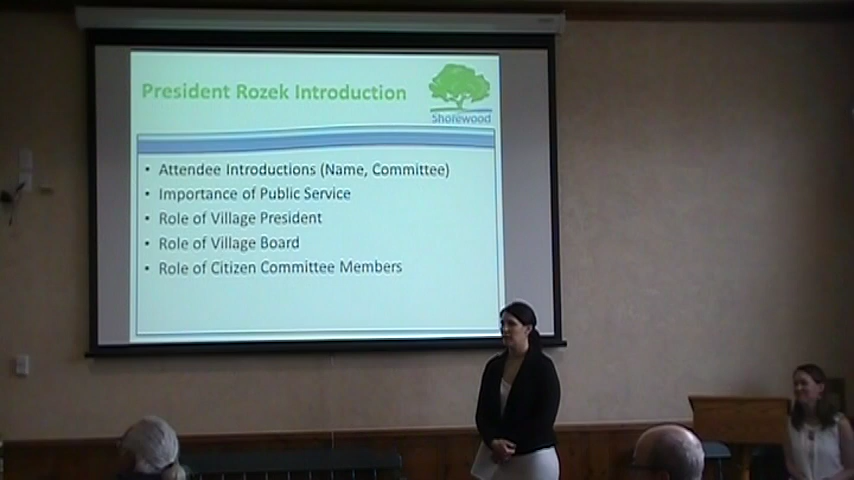 President Rozek Introduction
Shorewood
• Attendee Introductions (Name, Committee)
• Importance of Public Service
• Role of Village President
• Role of Village Board
• Role of Citizen Committee Members